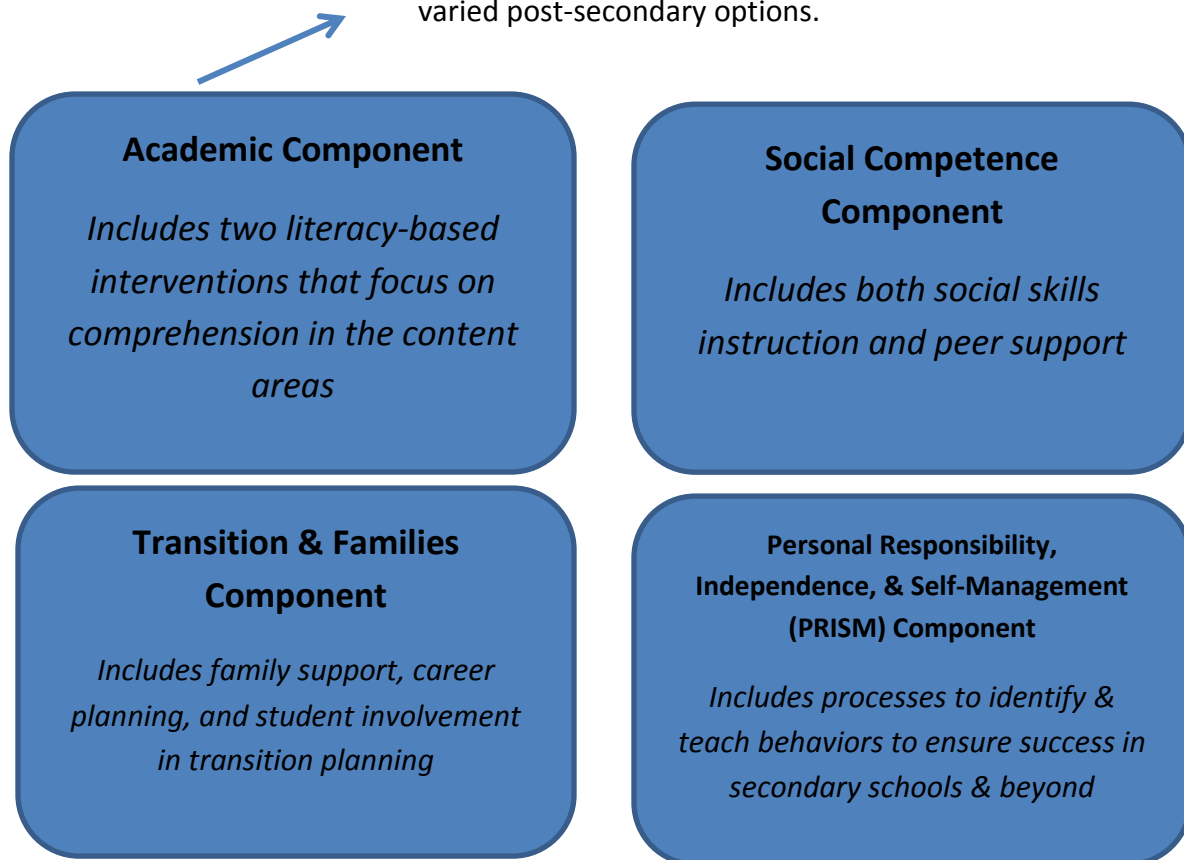 varied post-secondary options.
Academic Component
Includes two literacy-based
interventions that focus on
comprehension in the content
areas
Social Competence
Component
Includes both social skills
instruction and peer support
Transition & Families
Component
Includes family support, career
planning, and student involvement
in transition planning
Personal Responsibility,
Independence, & Self-Management
(PRISM) Component
Includes processes to identify &
teach behaviors to ensure success in
secondary schools & beyond